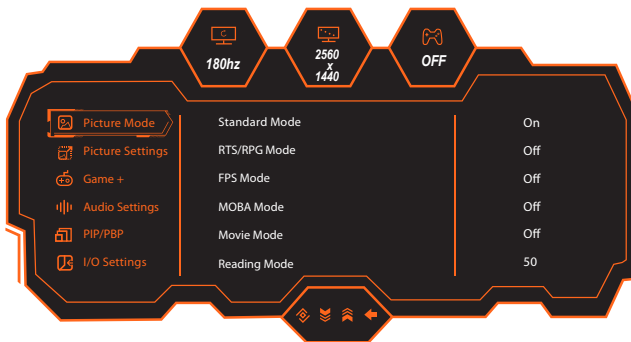 C
180hz
2560
x
1440
OFF
Picture Mode
Picture Settings
Game +
Audio Settings
PIP/PBP
I/O Settings
Standard Mode On
RTS/RPG Mode Off
FPS Mode Off
MOBA Mode Off
Movie Mode Off
Reading Mode 50